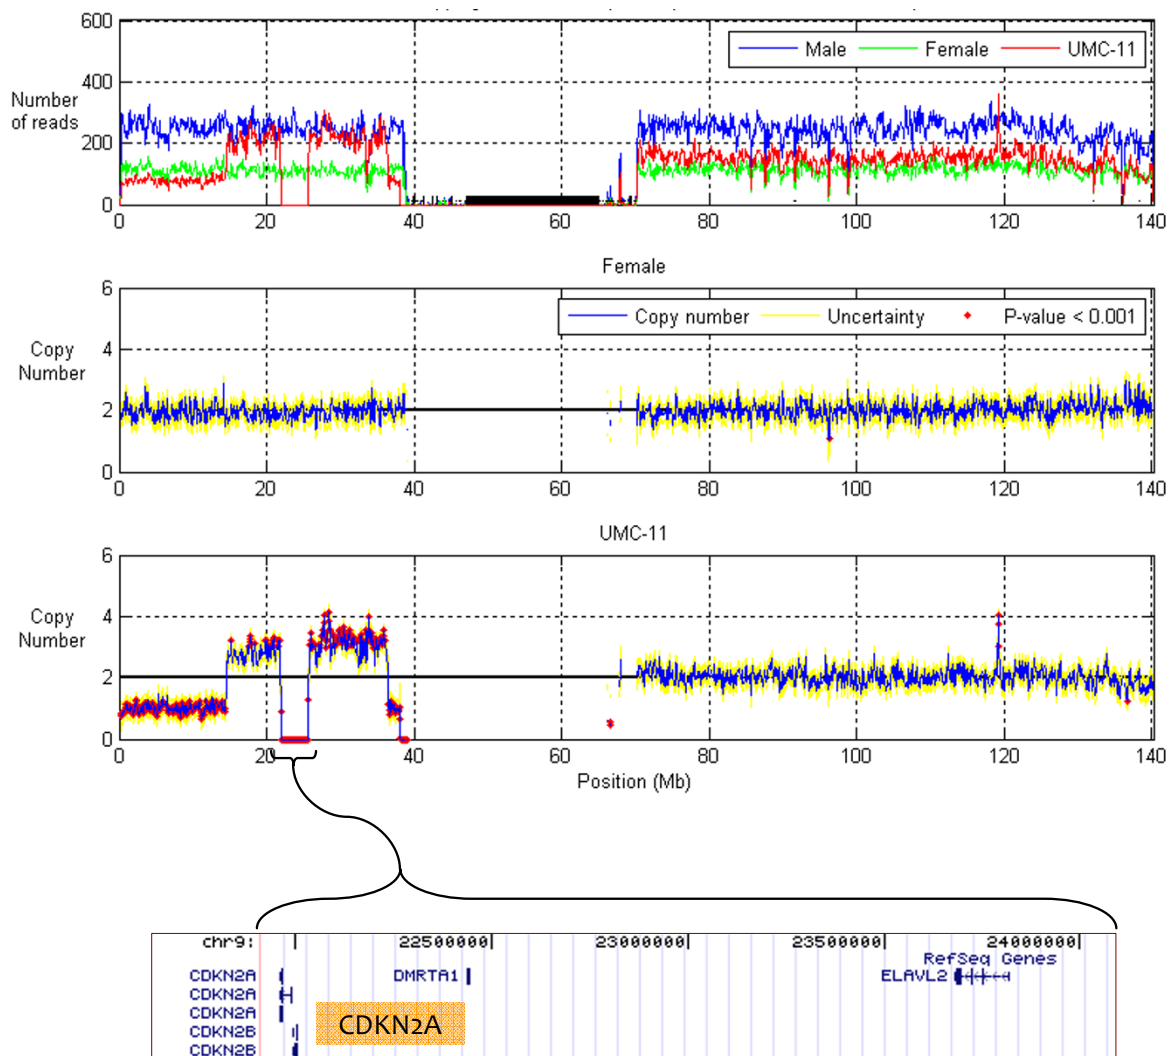 600
Male Female UMC-11
400
Number
of reads
200
0
0 20 40 60 80 100 120 140
Female
6
Copy number Uncertainty P-value < 0.001
4
Copy
Number
2
0
0 20 40 60 80 100 120 140
UMC-11
6
4
Copy
Number
2
0
0 20 40 60 80 100 120 140
Position (Mb)
chr9: 22500000 23000000 23500000 24000000
RefSeq Genes
CDKN2A DMRTA1 ELAVL2
CDKN2A
CDKN2A
CDKN2A
CDKN2B
CDKN2B